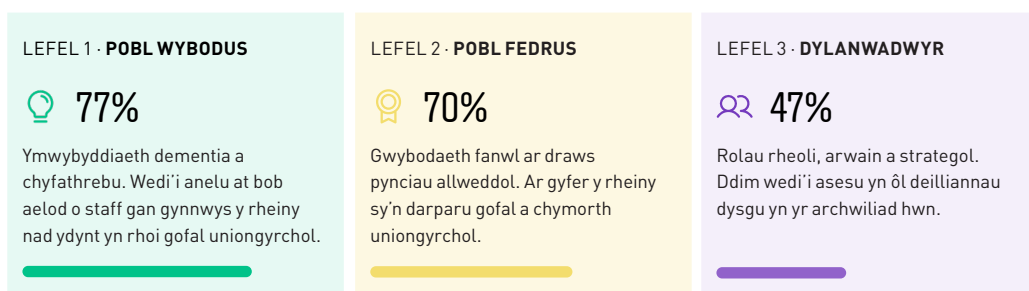 LEFEL 1 · POBL WYBODUS
77%
Ymwybyddiaeth dementia a
chyfathrebu. Wedi'i anelu at bob
aelod o staff gan gynnwys y rheiny
nad ydynt yn rhoi gofal uniongyrchol.
LEFEL 2 · POBL FEDRUS
70%
Gwybodaeth fanwl ar draws
pynciau allweddol. Ar gyfer y rheiny
sy'n darparu gofal a chymorth
uniongyrchol.
LEFEL 3 · DYLANWADWYR
47%
Rolau rheoli, arwain a strategol.
Ddim wedi'i asesu yn ôl deilliannau
dysgu yn yr archwiliad hwn.